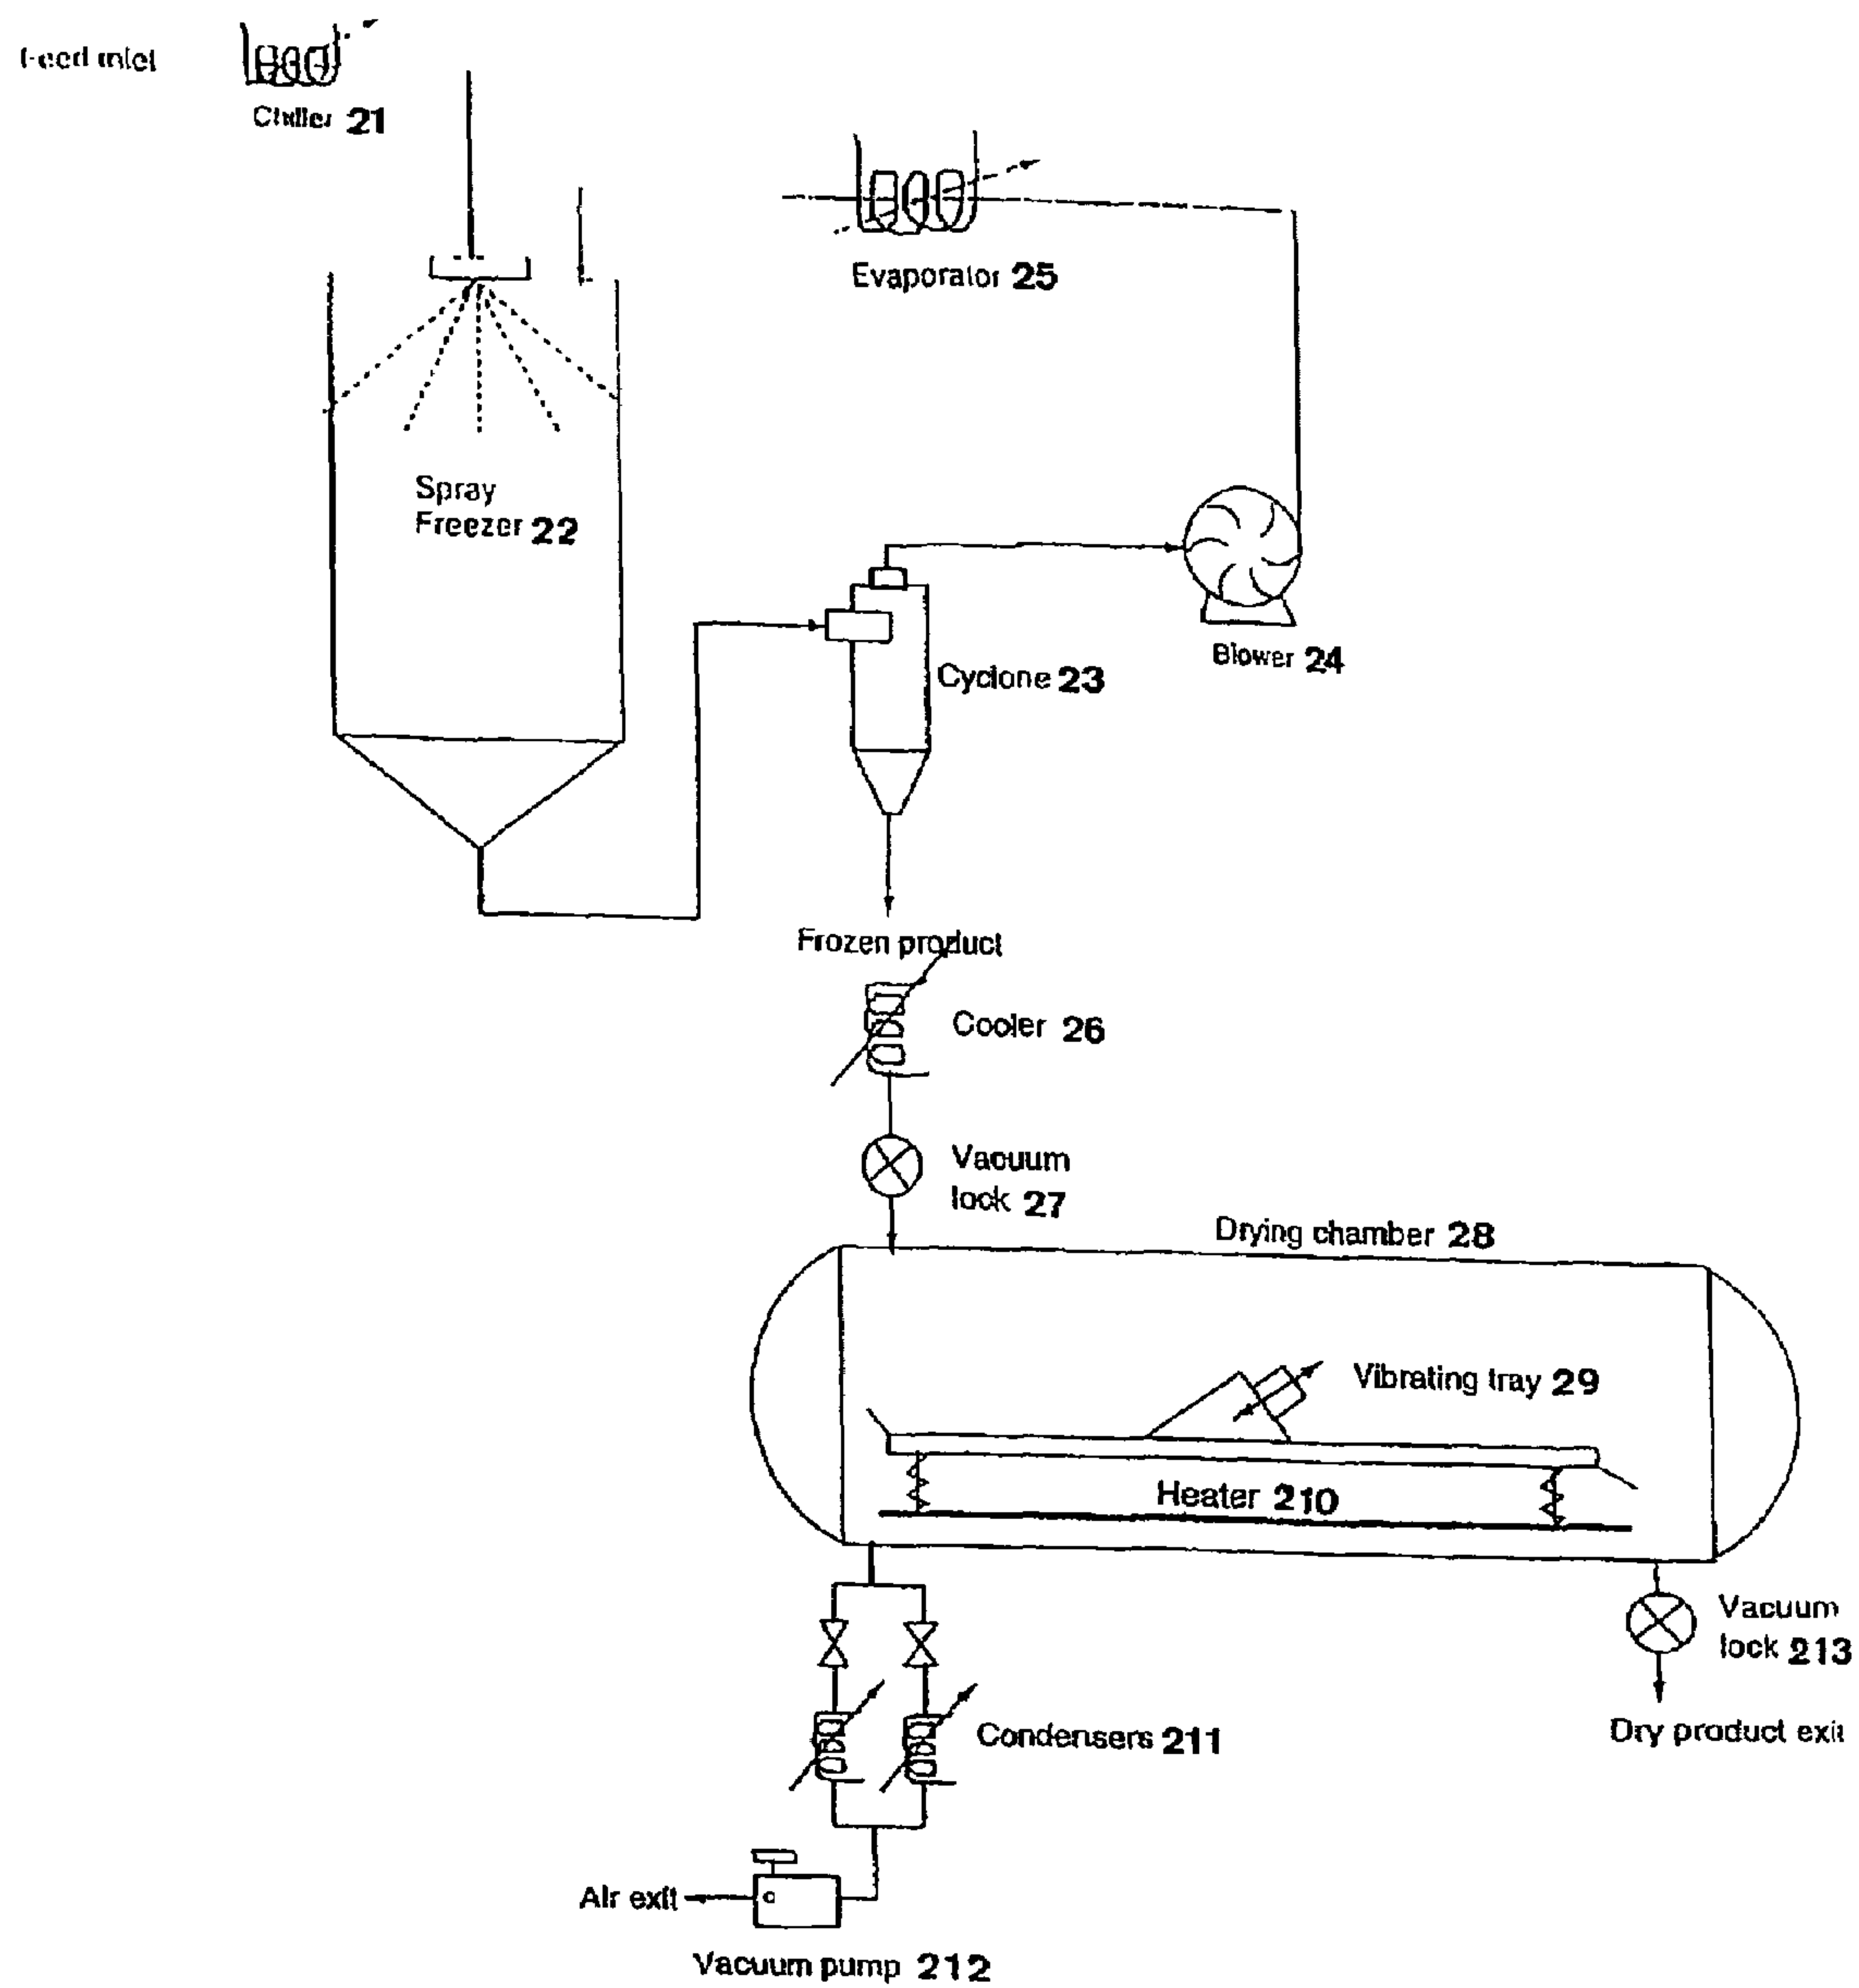 Feed inlet
Chiller 21
Evaporator 25
Spray
Freezer 22
Blower 24
Cyclone 23
Frozen product
Cooler 26
Vacuum
lock 27
Drying chamber 28
Vibrating tray 29
Heater 210
Vacuum
lock 213
Condensers 211
Dry product exit
Air exit
Vacuum pump 212